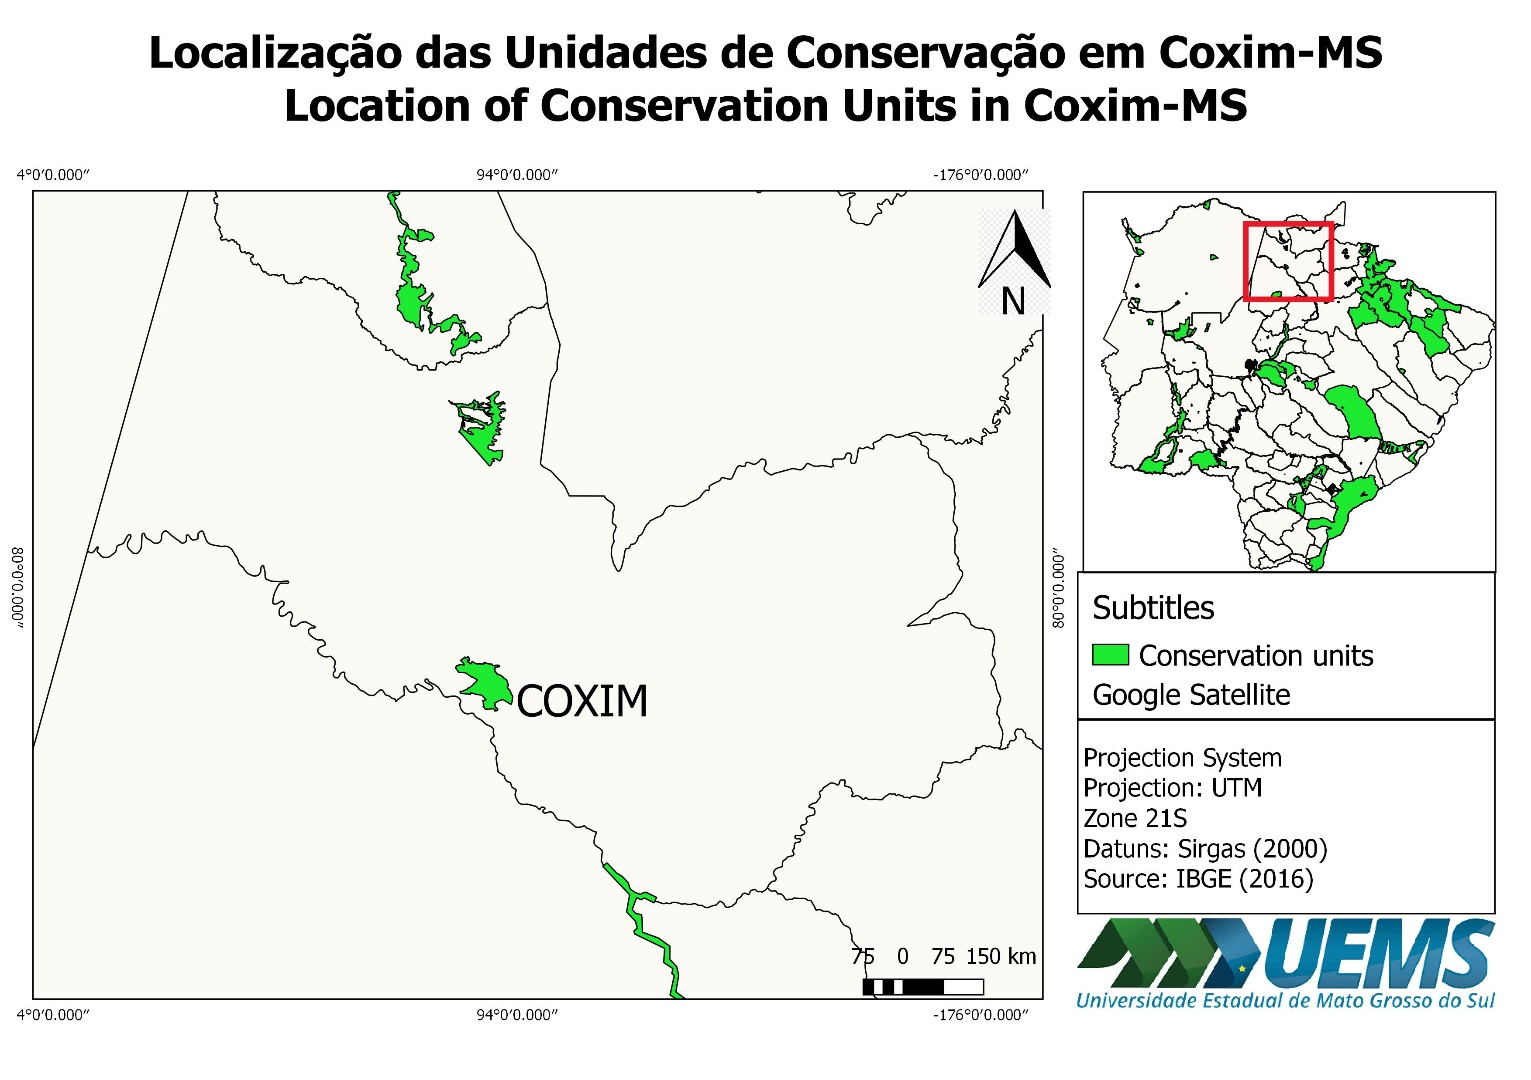 Localização das Unidades de Conservação em Coxim-MS
Location of Conservation Units in Coxim-MS
4°0′0.000″
94°0′0.000″
-176°0′0.000″
N
80°0′0.000″
80°0′0.000″
COXIM
75 0 75 150 km
4°0′0.000″
94°0′0.000″
-176°0′0.000″
Subtitles
Conservation units
Google Satellite
Projection System
Projection: UTM
Zone 21S
Datuns: Sirgas (2000)
Source: IBGE (2016)
UEMS
Universidade Estadual de Mato Grosso do Sul